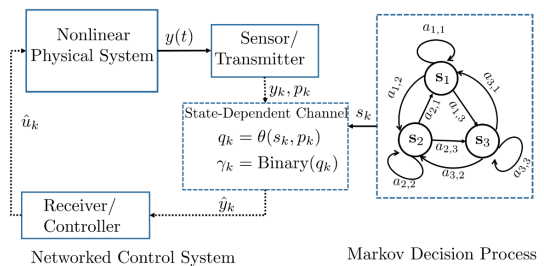 Nonlinear
Physical System
y(t)
Sensor/
Transmitter
y_k, p_k
State-Dependent Channel
q_k = θ(s_k, p_k)
γ_k = Binary(q_k)
s_k
û_k
ŷ_k
Receiver/
Controller
Networked Control System
a_{1,1}
s_1
a_{1,2}
a_{2,1}
a_{1,3}
a_{3,1}
s_2
s_3
a_{2,3}
a_{2,2}
a_{3,2}
a_{3,3}
Markov Decision Process